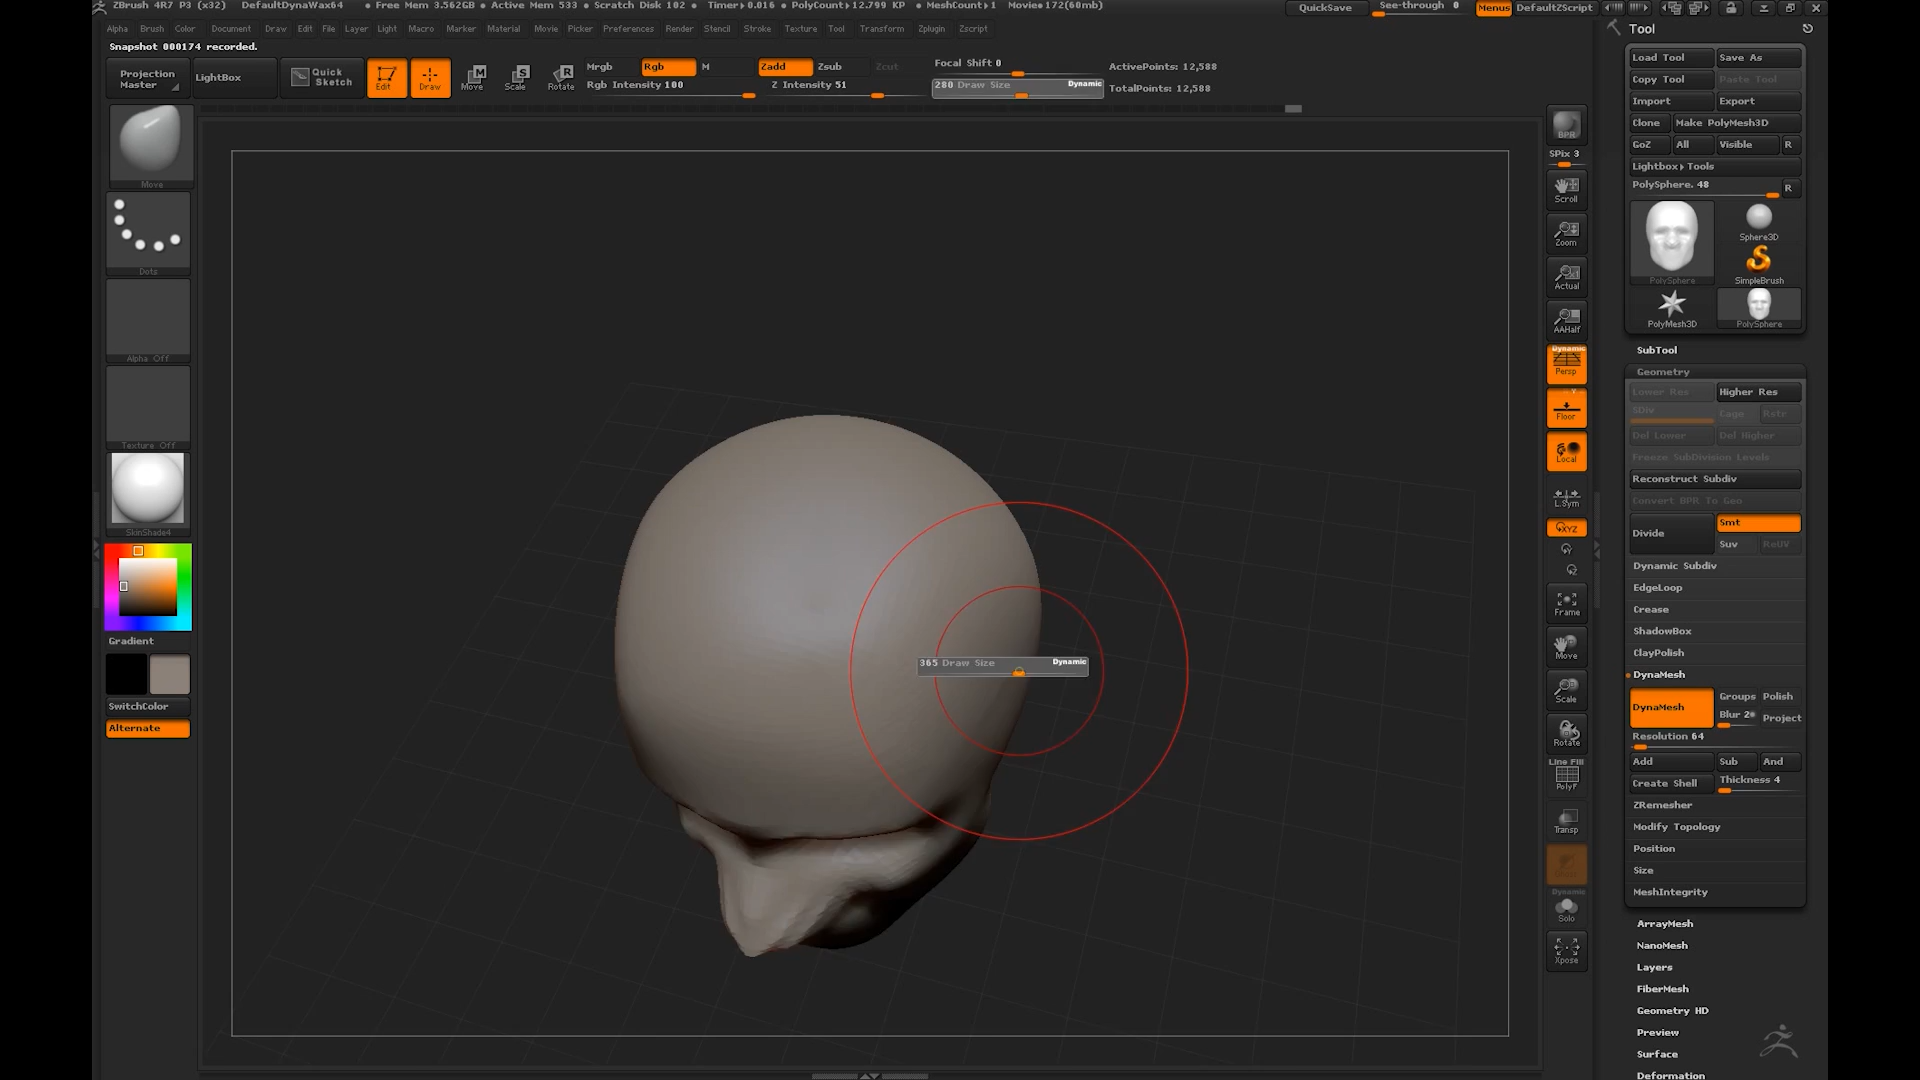 ZBrush 4R7 P3 (x32) DefaultDynaWax64 • Free Mem 3.562GB • Active Mem 533 • Scratch Disk 102 • Timer▸0.016 • PolyCount▸12.799 KP • MeshCount▸1 Movie●172(60mb) QuickSave See-through 0 Menus DefaultZScript
Alpha Brush Color Document Draw Edit File Layer Light Macro Marker Material Movie Picker Preferences Render Stencil Stroke Texture Tool Transform Zplugin Zscript
Snapshot 000174 recorded.
Projection Master
LightBox
Quick Sketch
Edit
Draw
Move
Scale
Rotate
Mrgb Rgb M
Rgb Intensity 100
Zadd Zsub Zcut
Z Intensity 51
Focal Shift 0
280 Draw Size Dynamic
ActivePoints: 12,588
TotalPoints: 12,588
Move
Dots
Alpha Off
Texture Off
SkinShade4
Gradient
SwitchColor
Alternate
365 Draw Size Dynamic
BPR
SPix 3
Scroll
Zoom
Actual
AAHalf
Dynamic
Persp
Floor
Local
L.Sym
XYZ
Frame
Move
Scale
Rotate
Line Fill
PolyF
Transp
Dynamic
Solo
Xpose
Tool
Load Tool Save As
Copy Tool Paste Tool
Import Export
Clone Make PolyMesh3D
GoZ All Visible R
Lightbox▸Tools
PolySphere. 48 R
PolySphere
Sphere3D
SimpleBrush
PolyMesh3D
PolySphere
SubTool
Geometry
Lower Res Higher Res
SDiv Cage Rstr
Del Lower Del Higher
Freeze SubDivision Levels
Reconstruct Subdiv
Convert BPR To Geo
Divide Smt
Suv ReUV
Dynamic Subdiv
EdgeLoop
Crease
ShadowBox
ClayPolish
DynaMesh
DynaMesh Groups Polish
Blur 2 Project
Resolution 64
Add Sub And
Create Shell Thickness 4
ZRemesher
Modify Topology
Position
Size
MeshIntegrity
ArrayMesh
NanoMesh
Layers
FiberMesh
Geometry HD
Preview
Surface
Deformation